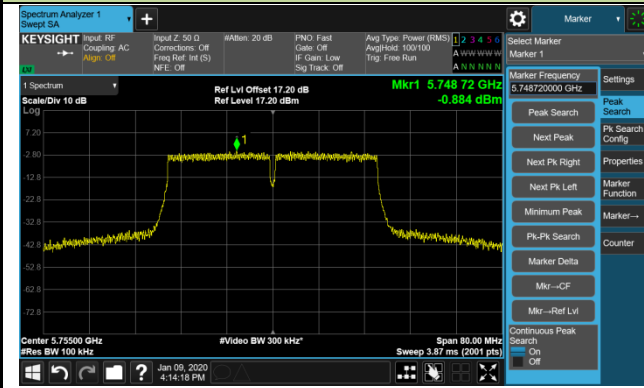 Spectrum Analyzer 1
Swept SA
+
Marker
KEYSIGHT
Input: RF
Coupling: AC
Align: Off
Input Z: 50 Ω
Corrections: Off
Freq Ref: Int (S)
NFE: Off
#Atten: 20 dB
PNO: Fast
Gate: Off
IF Gain: Low
Sig Track: Off
Avg Type: Power (RMS)
Avg|Hold: 100/100
Trig: Free Run
1 2 3 4 5 6
A W W W W W
A N N N N N
Select Marker
Marker 1
1 Spectrum
Scale/Div 10 dB
Log
Ref Lvl Offset 17.20 dB
Ref Level 17.20 dBm
Mkr1 5.748 72 GHz
-0.884 dBm
1
7.20
-2.80
-12.8
-22.8
-32.8
-42.8
-52.8
-62.8
-72.8
Center 5.75500 GHz
#Res BW 100 kHz
#Video BW 300 kHz*
Span 80.00 MHz
Sweep 3.87 ms (2001 pts)
Marker Frequency
5.748720000 GHz
Peak Search
Next Peak
Next Pk Right
Next Pk Left
Minimum Peak
Pk-Pk Search
Marker Delta
Mkr→CF
Mkr→Ref Lvl
Continuous Peak
Search
On
Off
Settings
Peak
Search
Pk Search
Config
Properties
Marker
Function
Marker→
Counter
?
Jan 09, 2020
4:14:18 PM